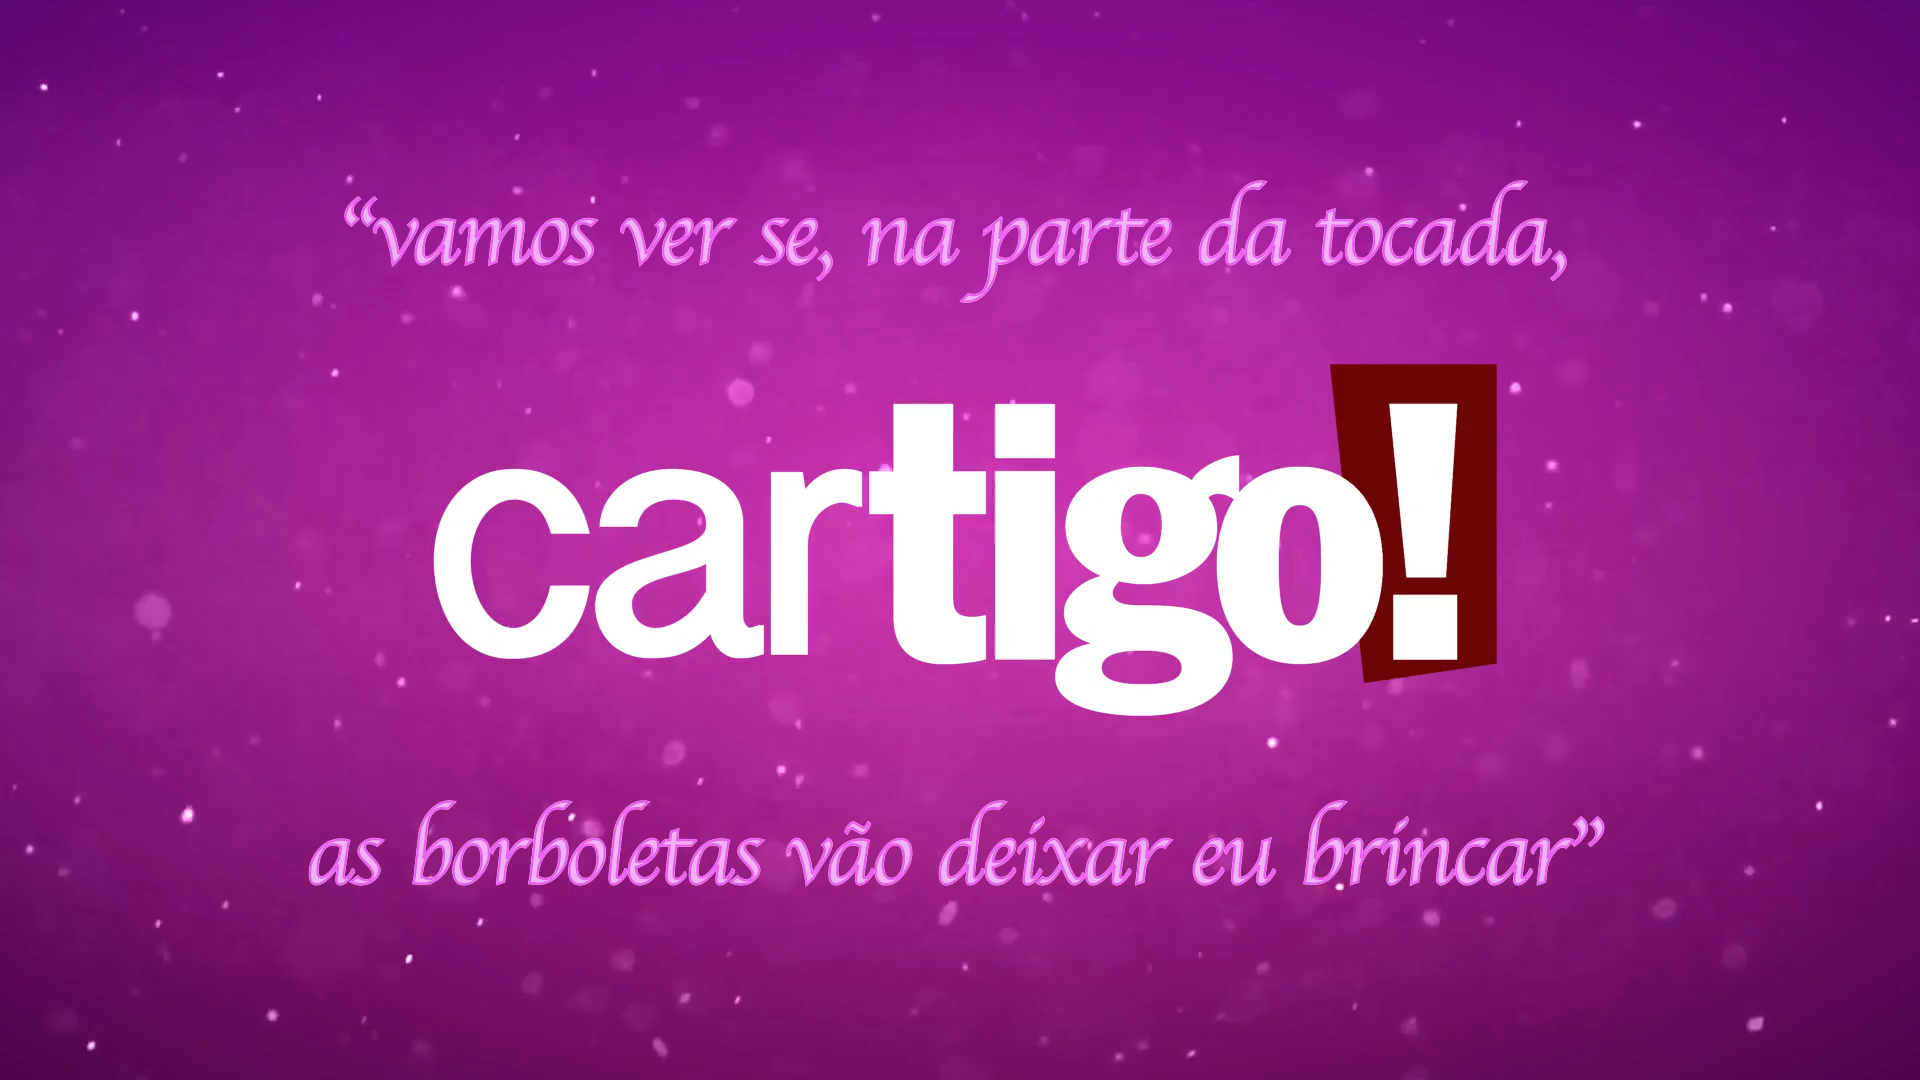 “vamos ver se, na parte da tocada,
cartigo!
as borboletas vão deixar eu brincar”